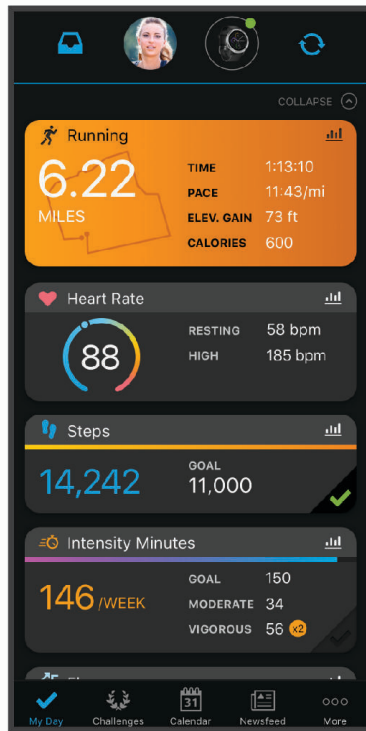 COLLAPSE
Running
6.22
MILES
TIME 1:13:10
PACE 11:43/mi
ELEV. GAIN 73 ft
CALORIES 600
Heart Rate
88
RESTING 58 bpm
HIGH 185 bpm
Steps
14,242
GOAL
11,000
Intensity Minutes
146 /WEEK
GOAL 150
MODERATE 34
VIGOROUS 56 x2
31
My Day Challenges Calendar Newsfeed More